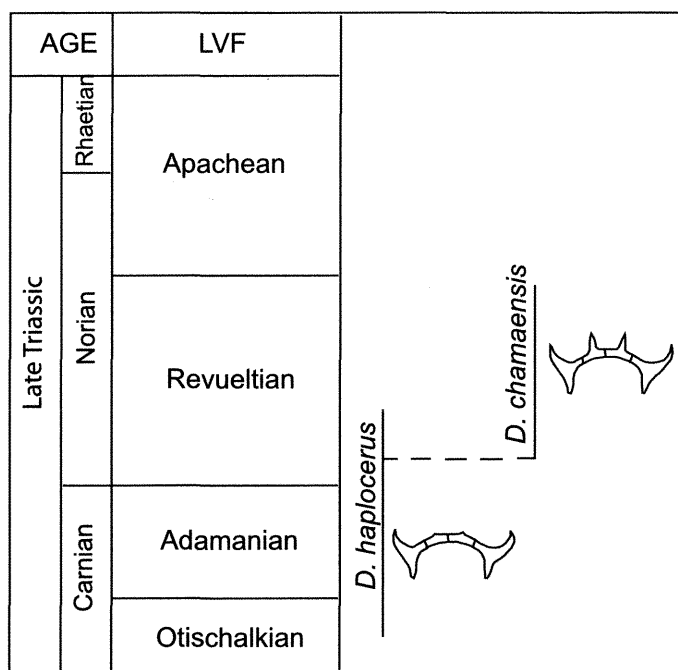 AGE
LVF
Late Triassic
Rhaetian
Norian
Carnian
Apachean
Revueltian
Adamanian
Otischalkian
D. haplocerus
D. chamaensis